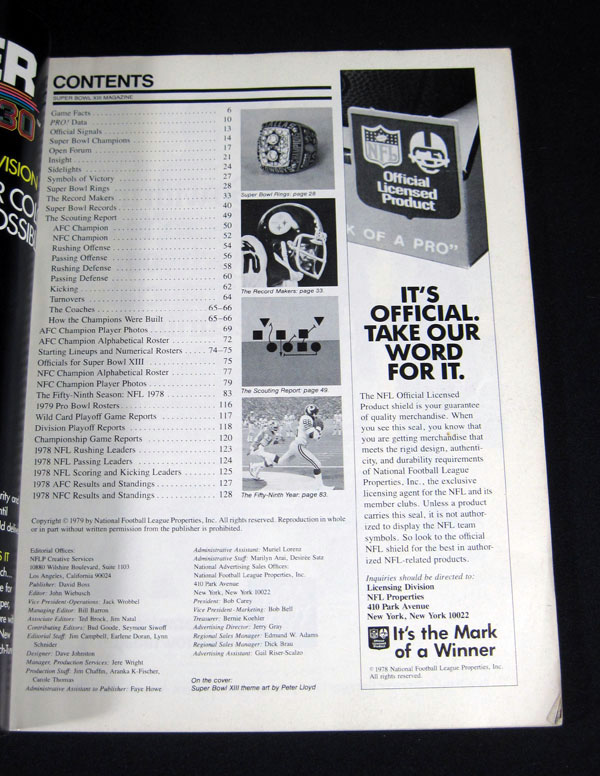 ER
30
VISION
R CO
OSSIB
CONTENTS
SUPER BOWL XIII MAGAZINE
Game Facts 6
PRO! Data 10
Official Signals 13
Super Bowl Champions 14
Open Forum 17
Insight 21
Sidelights 24
Symbols of Victory 27
Super Bowl Rings 28
The Record Makers 33
Super Bowl Records 40
The Scouting Report 49
AFC Champion 50
NFC Champion 52
Rushing Offense 54
Passing Offense 56
Rushing Defense 58
Passing Defense 60
Kicking 62
Turnovers 64
The Coaches 65–66
How the Champions Were Built 65–66
AFC Champion Player Photos 69
AFC Champion Alphabetical Roster 72
Starting Lineups and Numerical Rosters 74–75
Officials for Super Bowl XIII 75
NFC Champion Alphabetical Roster 77
NFC Champion Player Photos 79
The Fifty-Ninth Season: NFL 1978 83
1979 Pro Bowl Rosters 116
Wild Card Playoff Game Reports 117
Division Playoff Reports 118
Championship Game Reports 120
1978 NFL Rushing Leaders 123
1978 NFL Passing Leaders 124
1978 NFL Scoring and Kicking Leaders 125
1978 AFC Results and Standings 127
1978 NFC Results and Standings 128
Super Bowl Rings: page 28.
The Record Makers: page 33.
The Scouting Report: page 49.
The Fifty-Ninth Year: page 83.
Copyright © 1979 by National Football League Properties, Inc. All rights reserved. Reproduction in whole
or in part without written permission from the publisher is prohibited.
Editorial Offices:
NFLP Creative Services
10880 Wilshire Boulevard, Suite 1103
Los Angeles, California 90024
Publisher: David Boss
Editor: John Wiebusch
Vice President-Operations: Jack Wrobbel
Managing Editor: Bill Barron
Associate Editors: Ted Brock, Jim Natal
Contributing Editors: Bud Goode, Seymour Siwoff
Editorial Staff: Jim Campbell, Earlene Doran, Lynn
Schnider
Designer: Dave Johnston
Manager, Production Services: Jere Wright
Production Staff: Jim Chaffin, Aranka K-Fischer,
Carole Thomas
Administrative Assistant to Publisher: Faye Howe
Administrative Assistant: Muriel Lorenz
Administrative Staff: Marilyn Arai, Desirée Satz
National Advertising Sales Offices:
National Football League Properties, Inc.
410 Park Avenue
New York, New York 10022
President: Bob Carey
Vice President-Marketing: Bob Bell
Treasurer: Bernie Koehler
Advertising Director: Jerry Gray
Regional Sales Manager: Edmund W. Adams
Regional Sales Manager: Dick Brau
Advertising Assistant: Gail Riser-Scalzo
On the cover:
Super Bowl XIII theme art by Peter Lloyd
NFL
Official
Licensed
Product
K OF A PRO”
IT'S
OFFICIAL.
TAKE OUR
WORD
FOR IT.
The NFL Official Licensed
Product shield is your guarantee
of quality merchandise. When
you see this seal, you know that
you are getting merchandise that
meets the rigid design, authenti-
city, and durability requirements
of National Football League
Properties, Inc., the exclusive
licensing agent for the NFL and its
member clubs. Unless a product
carries this seal, it is not author-
ized to display the NFL team
symbols. So look to the official
NFL shield for the best in author-
ized NFL-related products.
Inquiries should be directed to:
Licensing Division
NFL Properties
410 Park Avenue
New York, New York 10022
It's the Mark
of a Winner
© 1978 National Football League Properties, Inc.
All rights reserved.